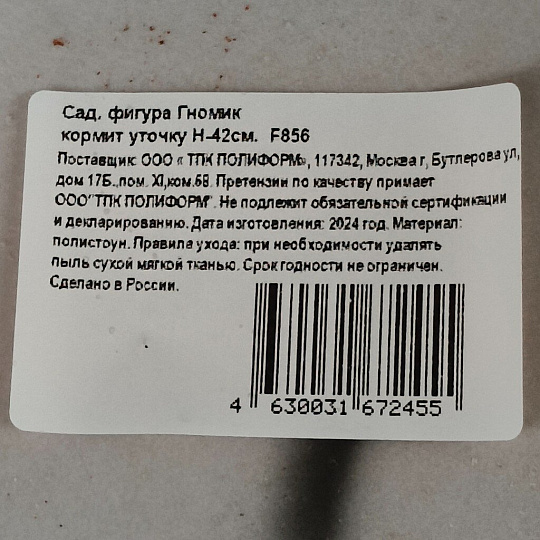 Сад. фигура Гномик
кормит уточку H-42см. F856
Поставщик: ООО « ТПК ПОЛИФОРМ», 117342, Москва г, Бутлерова ул,
дом 17Б.,пом. XI,ком.68. Претензии по качеству примает
ООО"ТПК ПОЛИФОРМ". Не подлежит обязательной сертификации
и декларированию. Дата изготовления: 2024 год. Материал:
полистоун. Правила ухода: при необходимости удалять
пыль сухой мягкой тканью. Срок годности не ограничен.
Сделано в России.
4 630031 672455